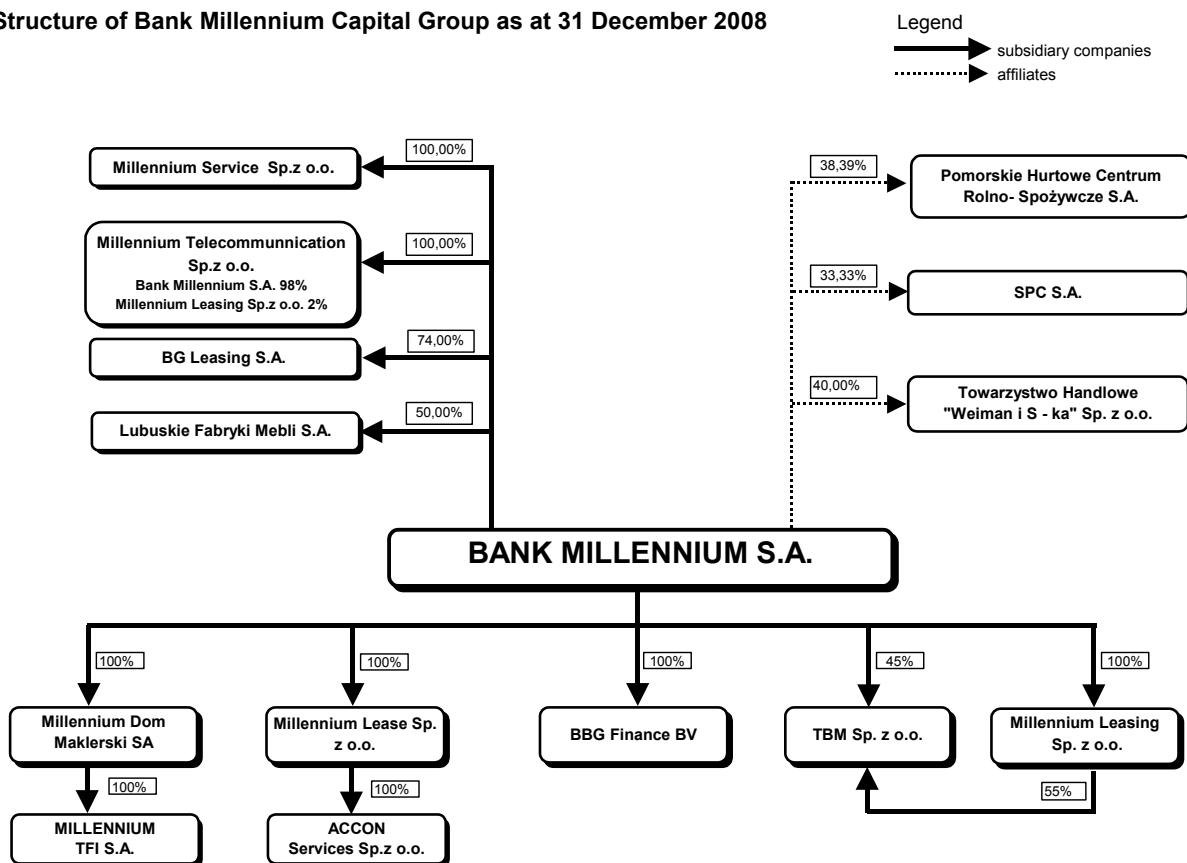 Structure of Bank Millennium Capital Group as at 31 December 2008
Legend
subsidiary companies
affiliates
100,00%
Millennium Service Sp.z o.o.
100,00%
Millennium Telecommunnication
Sp.z o.o.
Bank Millennium S.A. 98%
Millennium Leasing Sp.z o.o. 2%
74,00%
BG Leasing S.A.
50,00%
Lubuskie Fabryki Mebli S.A.
38,39%
Pomorskie Hurtowe Centrum
Rolno- Spożywcze S.A.
33,33%
SPC S.A.
40,00%
Towarzystwo Handlowe
"Weiman i S - ka" Sp. z o.o.
BANK MILLENNIUM S.A.
100%
100%
100%
45%
100%
Millennium Dom
Maklerski SA
Millennium Lease Sp.
z o.o.
BBG Finance BV
TBM Sp. z o.o.
Millennium Leasing
Sp. z o.o.
100%
100%
55%
MILLENNIUM
TFI S.A.
ACCON
Services Sp.z o.o.